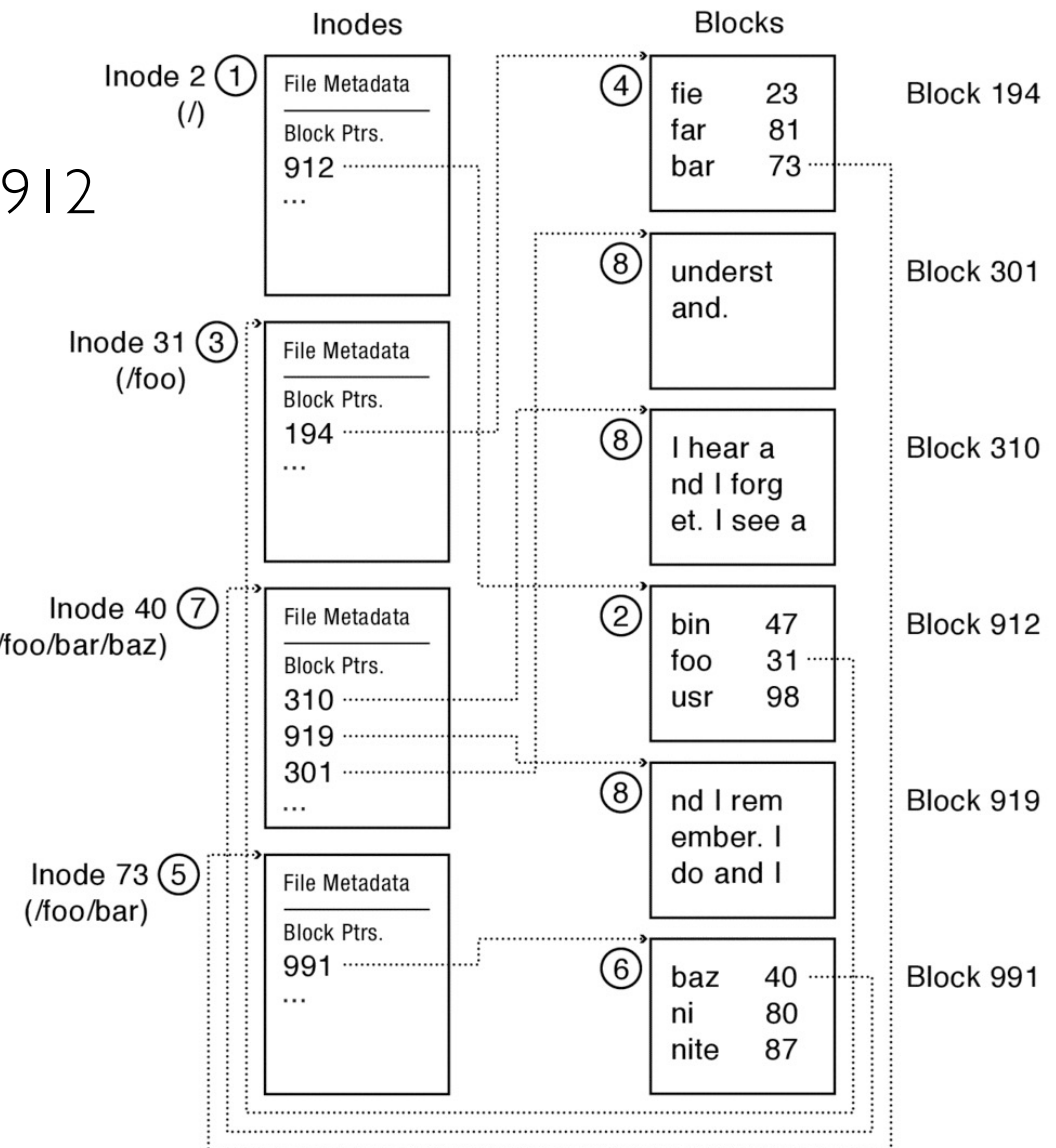 Inodes
Blocks
912
Inode 2 1
(/)
File Metadata
Block Ptrs.
912
...
Inode 31 3
(/foo)
File Metadata
Block Ptrs.
194
...
Inode 40 7
/foo/bar/baz)
File Metadata
Block Ptrs.
310
919
301
...
Inode 73 5
(/foo/bar)
File Metadata
Block Ptrs.
991
...
4
fie 23
far 81
bar 73
Block 194
8
underst
and.
Block 301
8
I hear a
nd I forg
et. I see a
Block 310
2
bin 47
foo 31
usr 98
Block 912
8
nd I rem
ember. I
do and I
Block 919
6
baz 40
ni 80
nite 87
Block 991